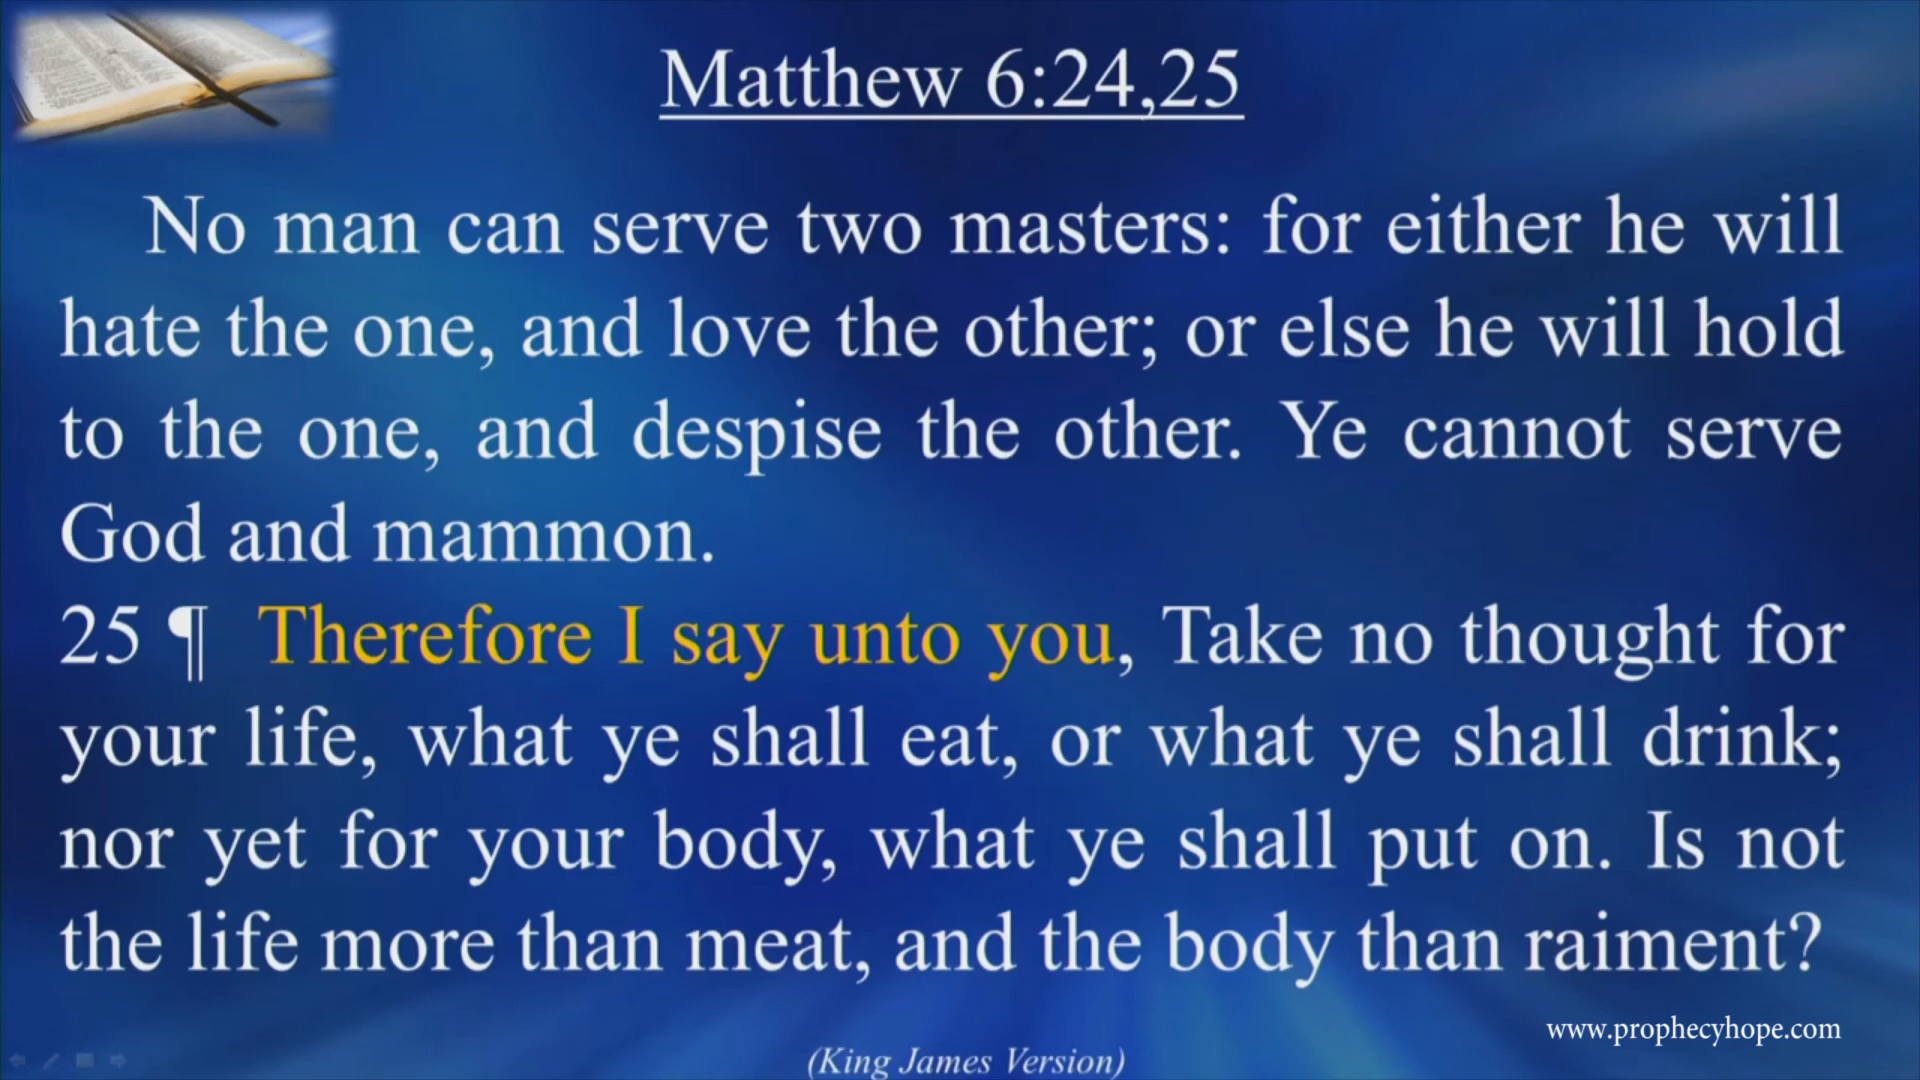 Matthew 6:24,25
No man can serve two masters: for either he will
hate the one, and love the other; or else he will hold
to the one, and despise the other. Ye cannot serve
God and mammon.
25 ¶ Therefore I say unto you, Take no thought for
your life, what ye shall eat, or what ye shall drink;
nor yet for your body, what ye shall put on. Is not
the life more than meat, and the body than raiment?
www.prophecyhope.com
(King James Version)